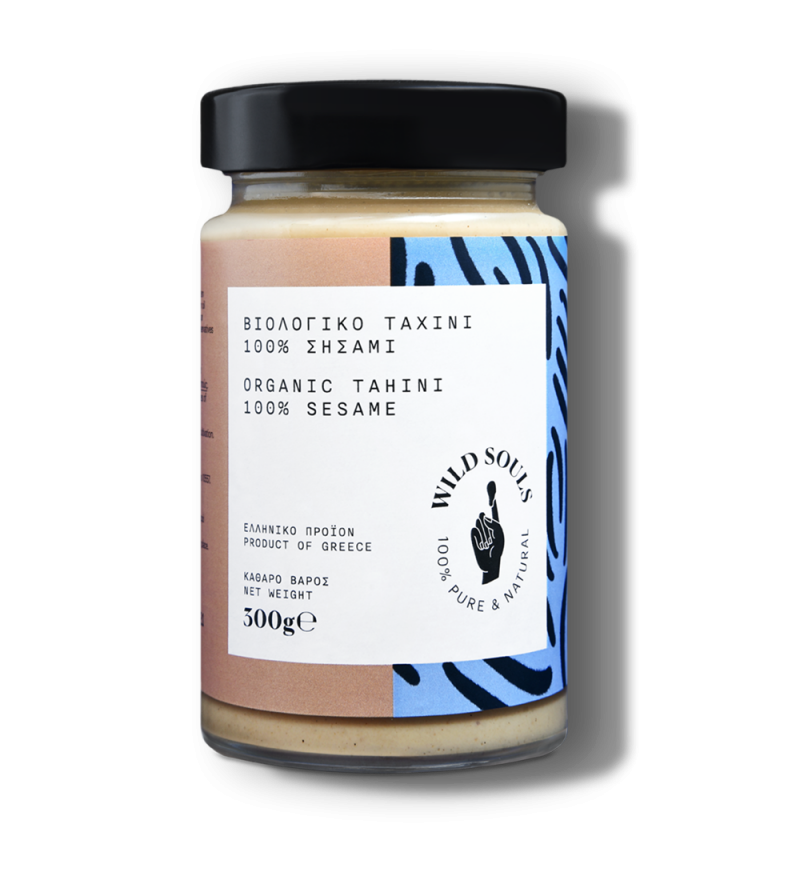 ΒΙΟΛΟΓΙΚΟ ΤΑΧΙΝΙ
100% ΣΗΣΑΜΙ
ORGANIC TAHINI
100% SESAME
WILD SOULS
100% PURE & NATURAL
ΕΛΛΗΝΙΚΟ ΠΡΟΪΟΝ
PRODUCT OF GREECE
ΚΑΘΑΡΟ ΒΑΡΟΣ
NET WEIGHT
300g℮